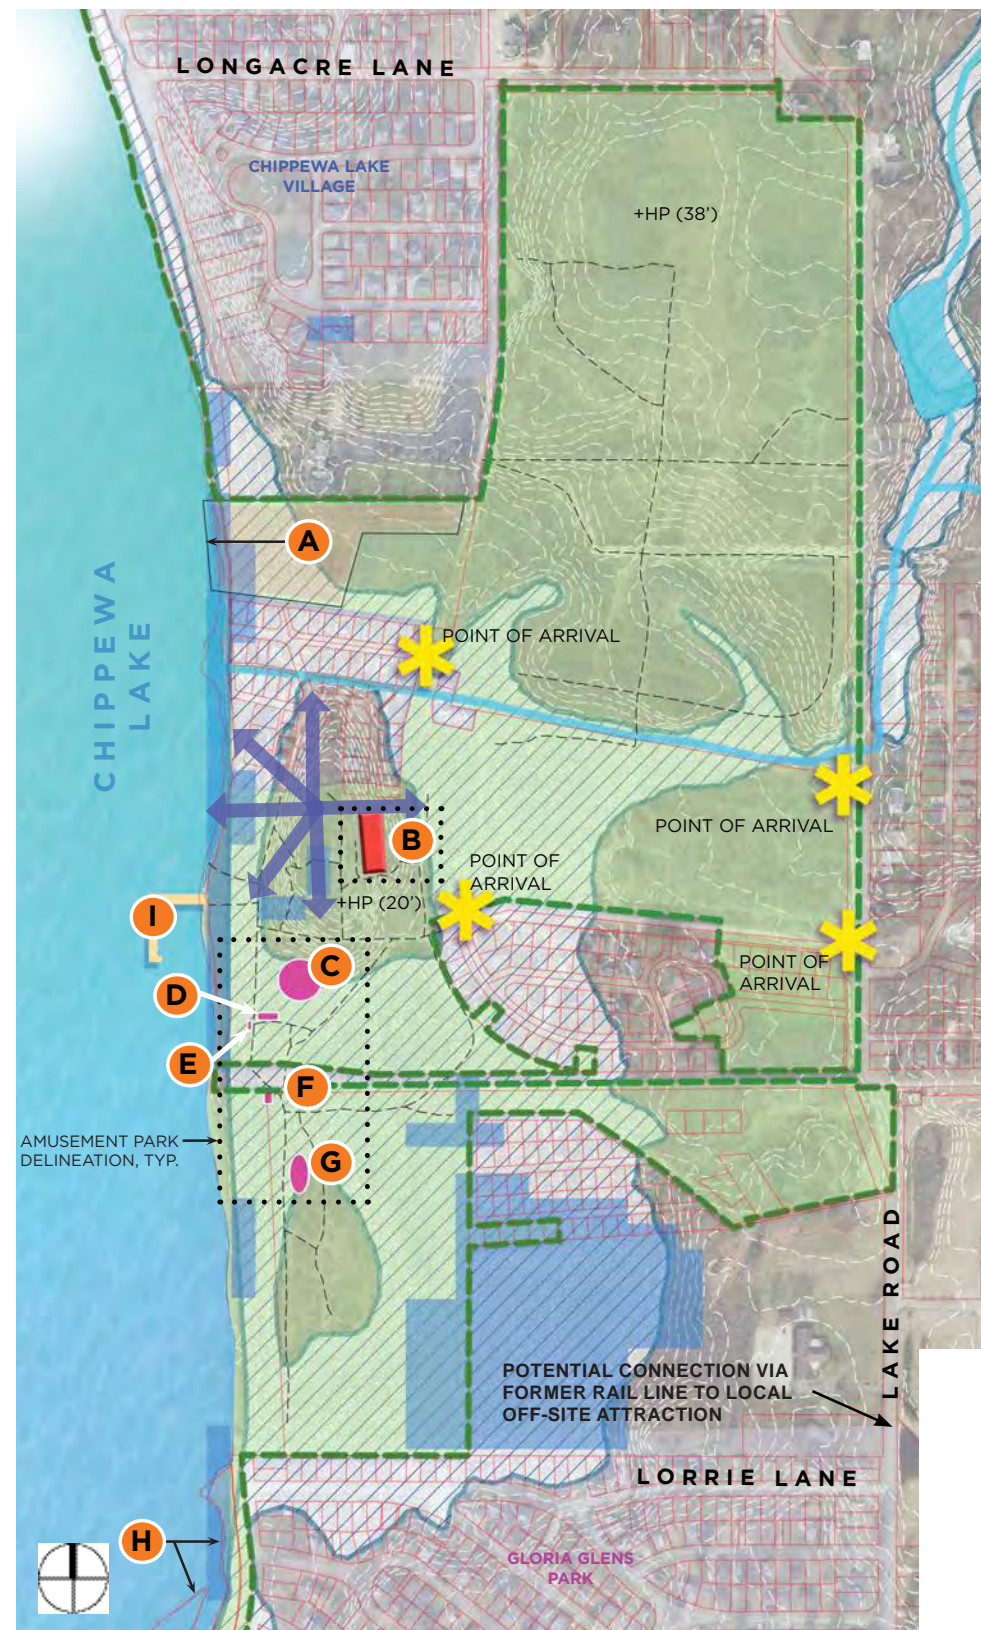 LONGACRE LANE
CHIPPEWA LAKE
VILLAGE
+HP (38')
A
CHIPPEWA
LAKE
POINT OF ARRIVAL
B
POINT OF ARRIVAL
POINT OF
ARRIVAL
+HP (20')
I
C
POINT OF
ARRIVAL
D
E
F
AMUSEMENT PARK
DELINEATION, TYP.
G
LAKE ROAD
POTENTIAL CONNECTION VIA
FORMER RAIL LINE TO LOCAL
OFF-SITE ATTRACTION
LORRIE LANE
H
GLORIA GLENS
PARK